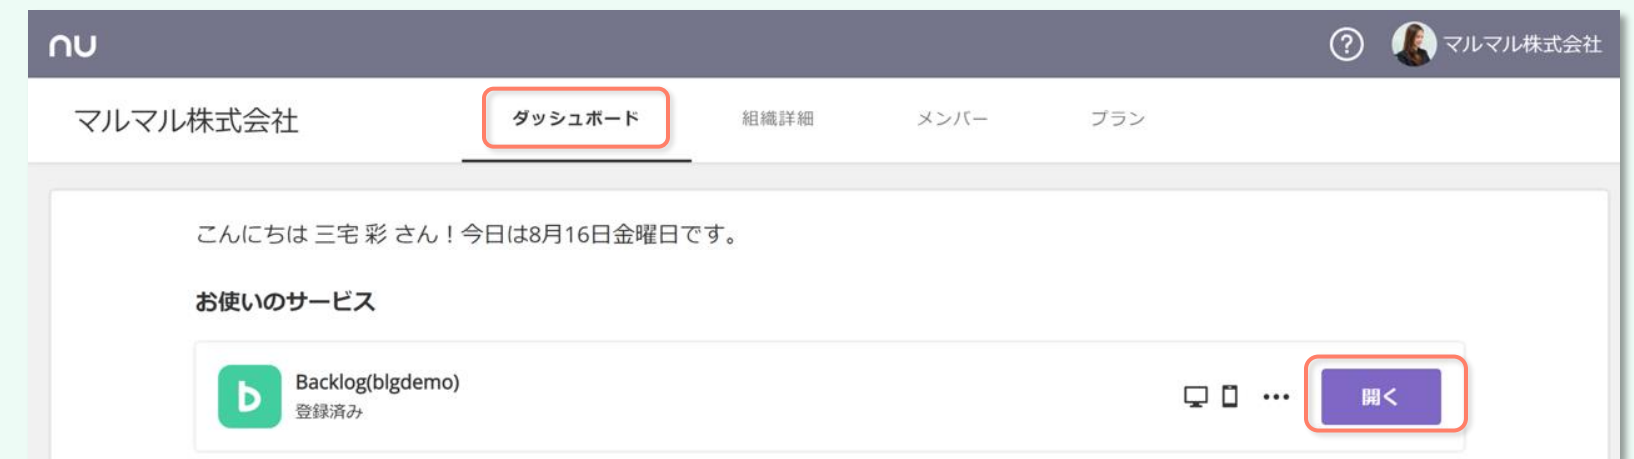 nu
? マルマル株式会社
マルマル株式会社 ダッシュボード 組織詳細 メンバー プラン
こんにちは 三宅 彩 さん！今日は8月16日金曜日です。
お使いのサービス
b Backlog(blgdemo)
登録済み
開く